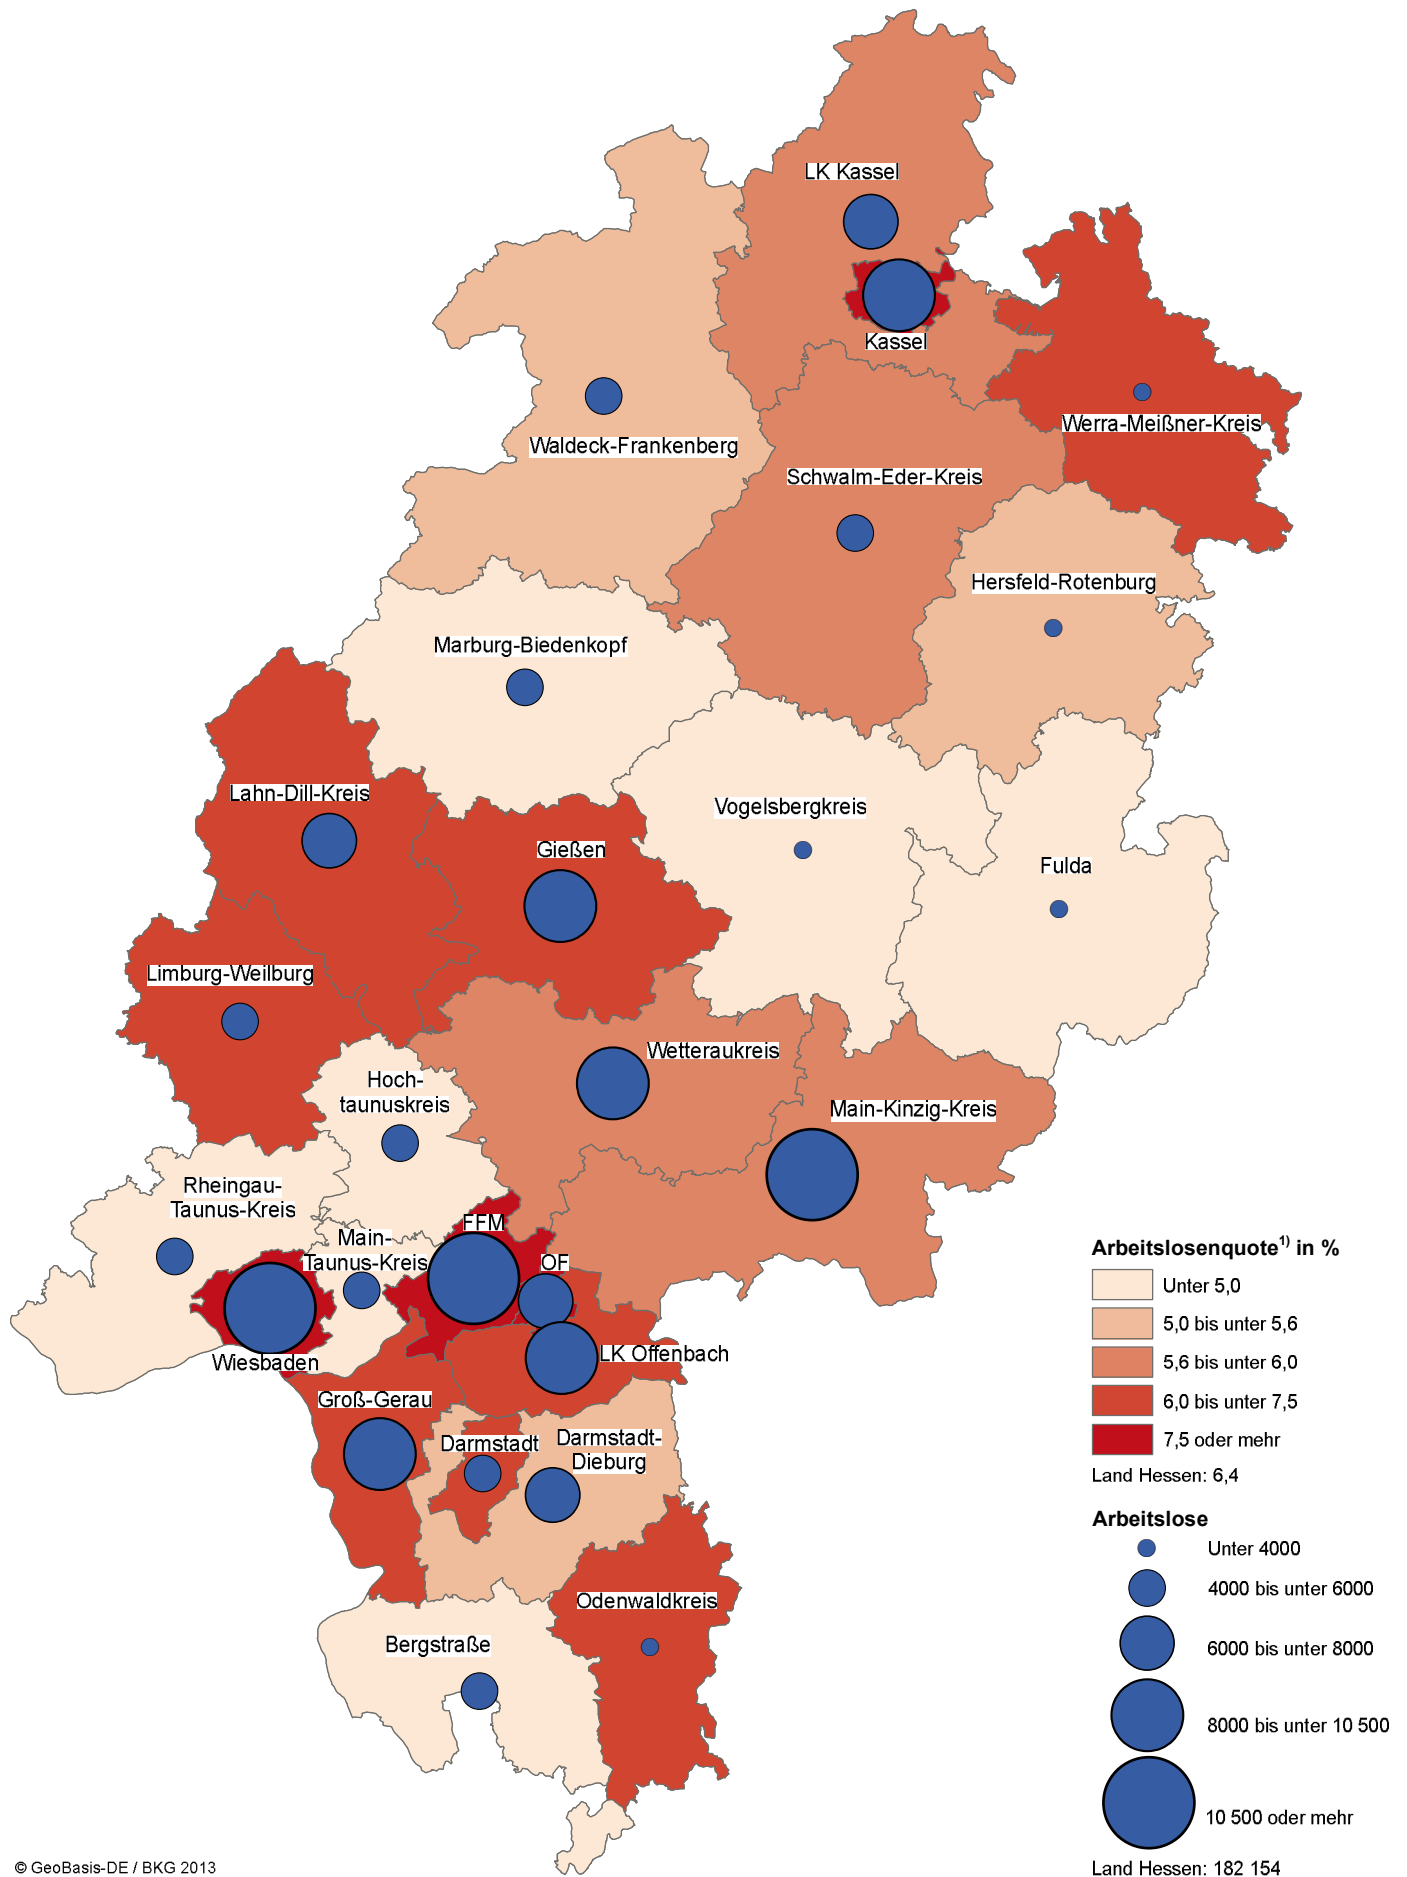 LK Kassel
Kassel
Werra-Meißner-Kreis
Waldeck-Frankenberg
Schwalm-Eder-Kreis
Hersfeld-Rotenburg
Marburg-Biedenkopf
Lahn-Dill-Kreis
Vogelsbergkreis
Gießen
Fulda
Limburg-Weilburg
Wetteraukreis
Hoch-
taunuskreis
Main-Kinzig-Kreis
Rheingau-
Taunus-Kreis
FFM
Main-
Taunus-Kreis
OF
Wiesbaden
LK Offenbach
Groß-Gerau
Darmstadt
Darmstadt-
Dieburg
Odenwaldkreis
Bergstraße
Arbeitslosenquote¹⁾ in %
Unter 5,0
5,0 bis unter 5,6
5,6 bis unter 6,0
6,0 bis unter 7,5
7,5 oder mehr
Land Hessen: 6,4
Arbeitslose
Unter 4000
4000 bis unter 6000
6000 bis unter 8000
8000 bis unter 10 500
10 500 oder mehr
Land Hessen: 182 154
© GeoBasis-DE / BKG 2013